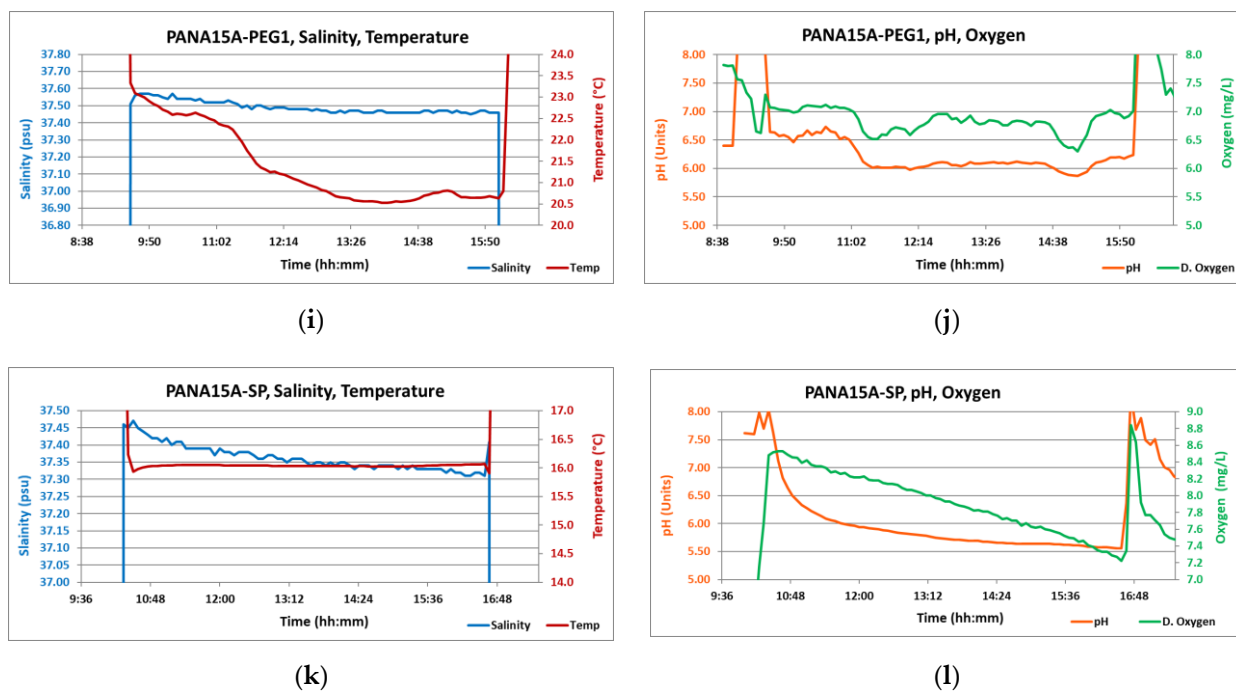 PANA15A-PEG1, Salinity, Temperature
37.80
37.70
37.60
37.50
37.40
37.30
37.20
37.10
37.00
36.90
36.80
Salinity (psu)
24.0
23.5
23.0
22.5
22.0
21.5
21.0
20.5
20.0
Temperature (°C)
8:38 9:50 11:02 12:14 13:26 14:38 15:50
Time (hh:mm)
Salinity Temp
(i)
PANA15A-PEG1, pH, Oxygen
8.00
7.50
7.00
6.50
6.00
5.50
5.00
pH (Units)
8.0
7.5
7.0
6.5
6.0
5.5
5.0
Oxygen (mg/L)
8:38 9:50 11:02 12:14 13:26 14:38 15:50
Time (hh:mm)
pH D. Oxygen
(j)
PANA15A-SP, Salinity, Temperature
37.50
37.45
37.40
37.35
37.30
37.25
37.20
37.15
37.10
37.05
37.00
Slainity (psu)
17.0
16.5
16.0
15.5
15.0
14.5
14.0
Temperature (°C)
9:36 10:48 12:00 13:12 14:24 15:36 16:48
Time (hh:mm)
Salinity Temp
(k)
PANA15A-SP, pH, Oxygen
8.00
7.50
7.00
6.50
6.00
5.50
5.00
pH (Units)
9.0
8.8
8.6
8.4
8.2
8.0
7.8
7.6
7.4
7.2
7.0
Oxygen (mg/L)
9:36 10:48 12:00 13:12 14:24 15:36 16:48
Time (hh:mm)
pH D. Oxygen
(l)